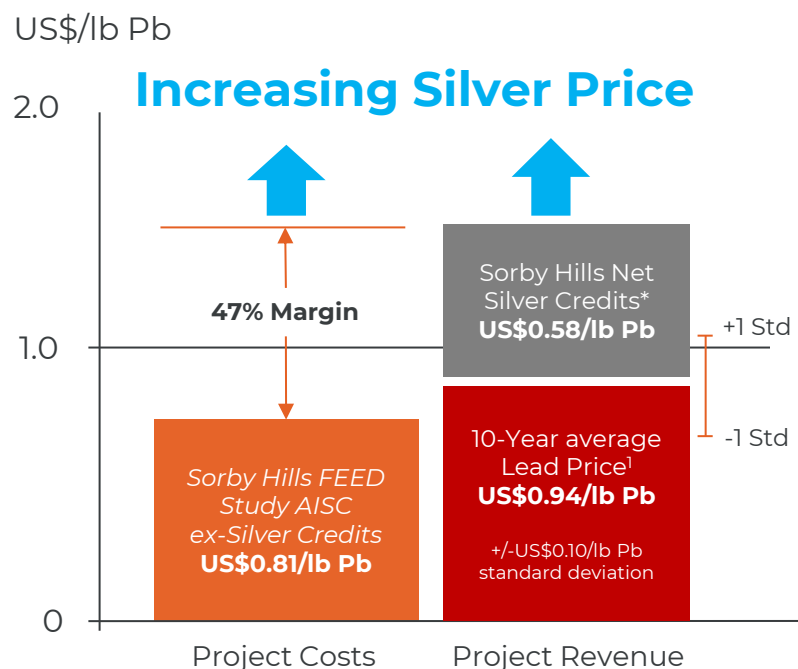 US$/lb Pb
Increasing Silver Price
2.0
47% Margin
Sorby Hills Net
Silver Credits*
US$0.58/lb Pb
+1 Std
1.0
-1 Std
Sorby Hills FEED
Study AISC
ex-Silver Credits
US$0.81/lb Pb
10-Year average
Lead Price¹
US$0.94/lb Pb
+/-US$0.10/lb Pb
standard deviation
0
Project Costs
Project Revenue